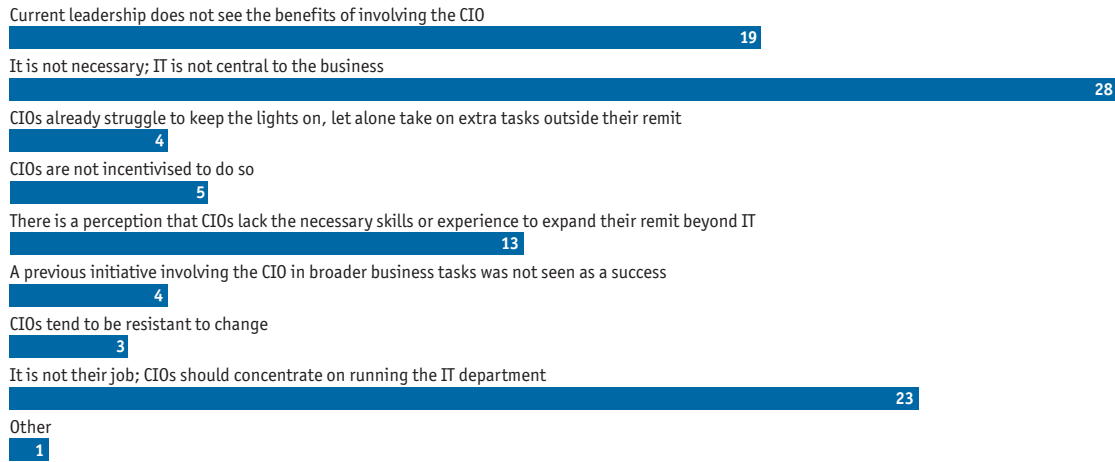 Current leadership does not see the benefits of involving the CIO
19
It is not necessary; IT is not central to the business
28
CIOs already struggle to keep the lights on, let alone take on extra tasks outside their remit
4
CIOs are not incentivised to do so
5
There is a perception that CIOs lack the necessary skills or experience to expand their remit beyond IT
13
A previous initiative involving the CIO in broader business tasks was not seen as a success
4
CIOs tend to be resistant to change
3
It is not their job; CIOs should concentrate on running the IT department
23
Other
1